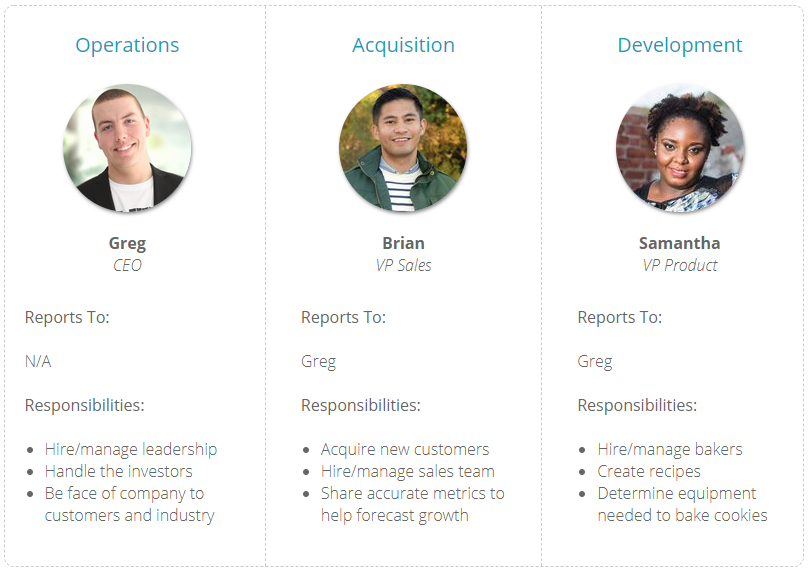 Operations
Greg
CEO
Reports To:
N/A
Responsibilities:
• Hire/manage leadership
• Handle the investors
• Be face of company to
customers and industry
Acquisition
Brian
VP Sales
Reports To:
Greg
Responsibilities:
• Acquire new customers
• Hire/manage sales team
• Share accurate metrics to
help forecast growth
Development
Samantha
VP Product
Reports To:
Greg
Responsibilities:
• Hire/manage bakers
• Create recipes
• Determine equipment
needed to bake cookies